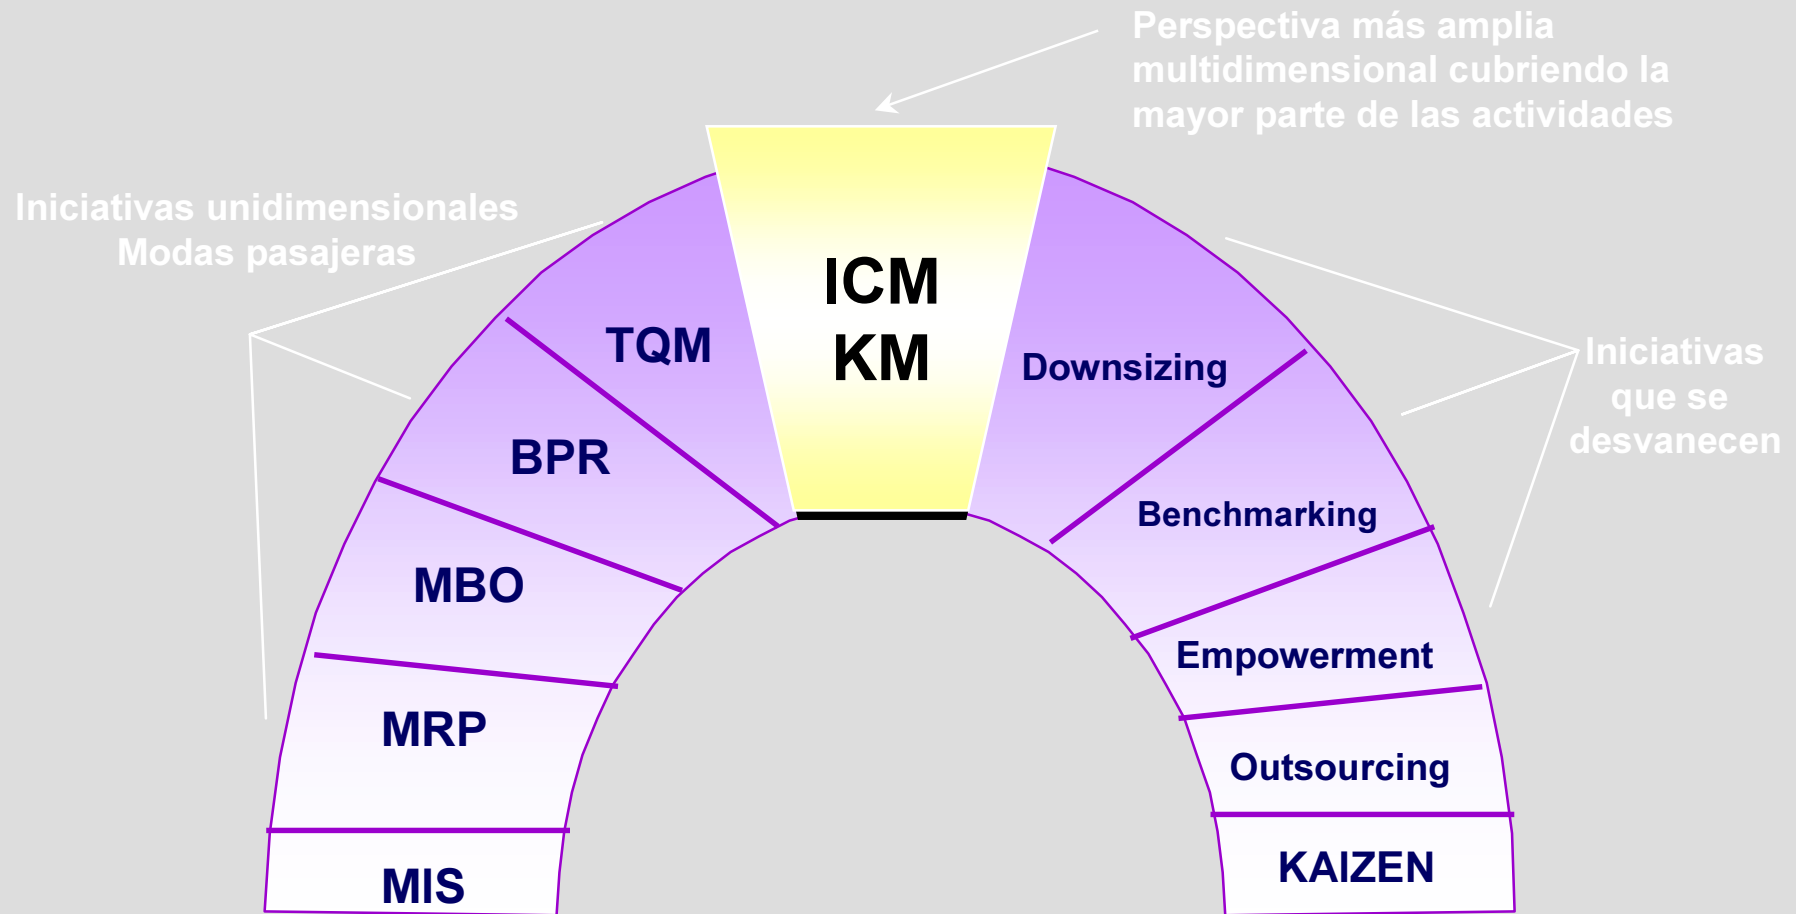 Perspectiva más amplia
multidimensional cubriendo la
mayor parte de las actividades
Iniciativas unidimensionales
Modas pasajeras
ICM
KM
TQM
BPR
MBO
MRP
MIS
Downsizing
Benchmarking
Empowerment
Outsourcing
KAIZEN
Iniciativas
que se
desvanecen